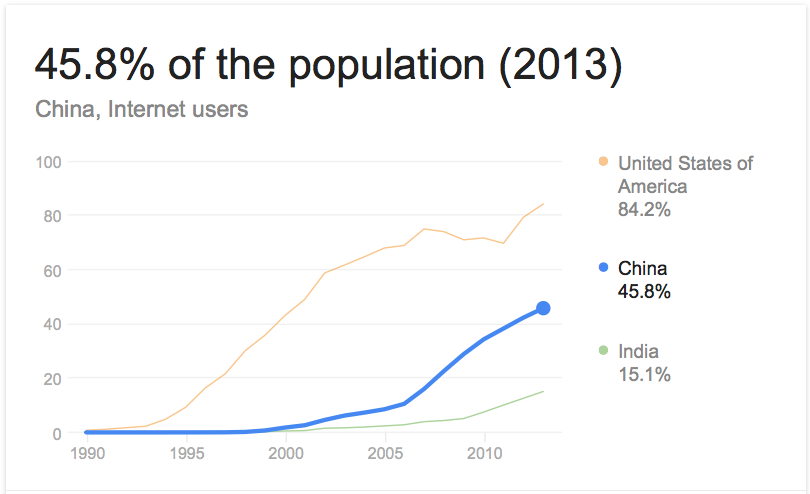 45.8% of the population (2013)
China, Internet users
100
80
60
40
20
0
1990
1995
2000
2005
2010
United States of
America
84.2%
China
45.8%
India
15.1%